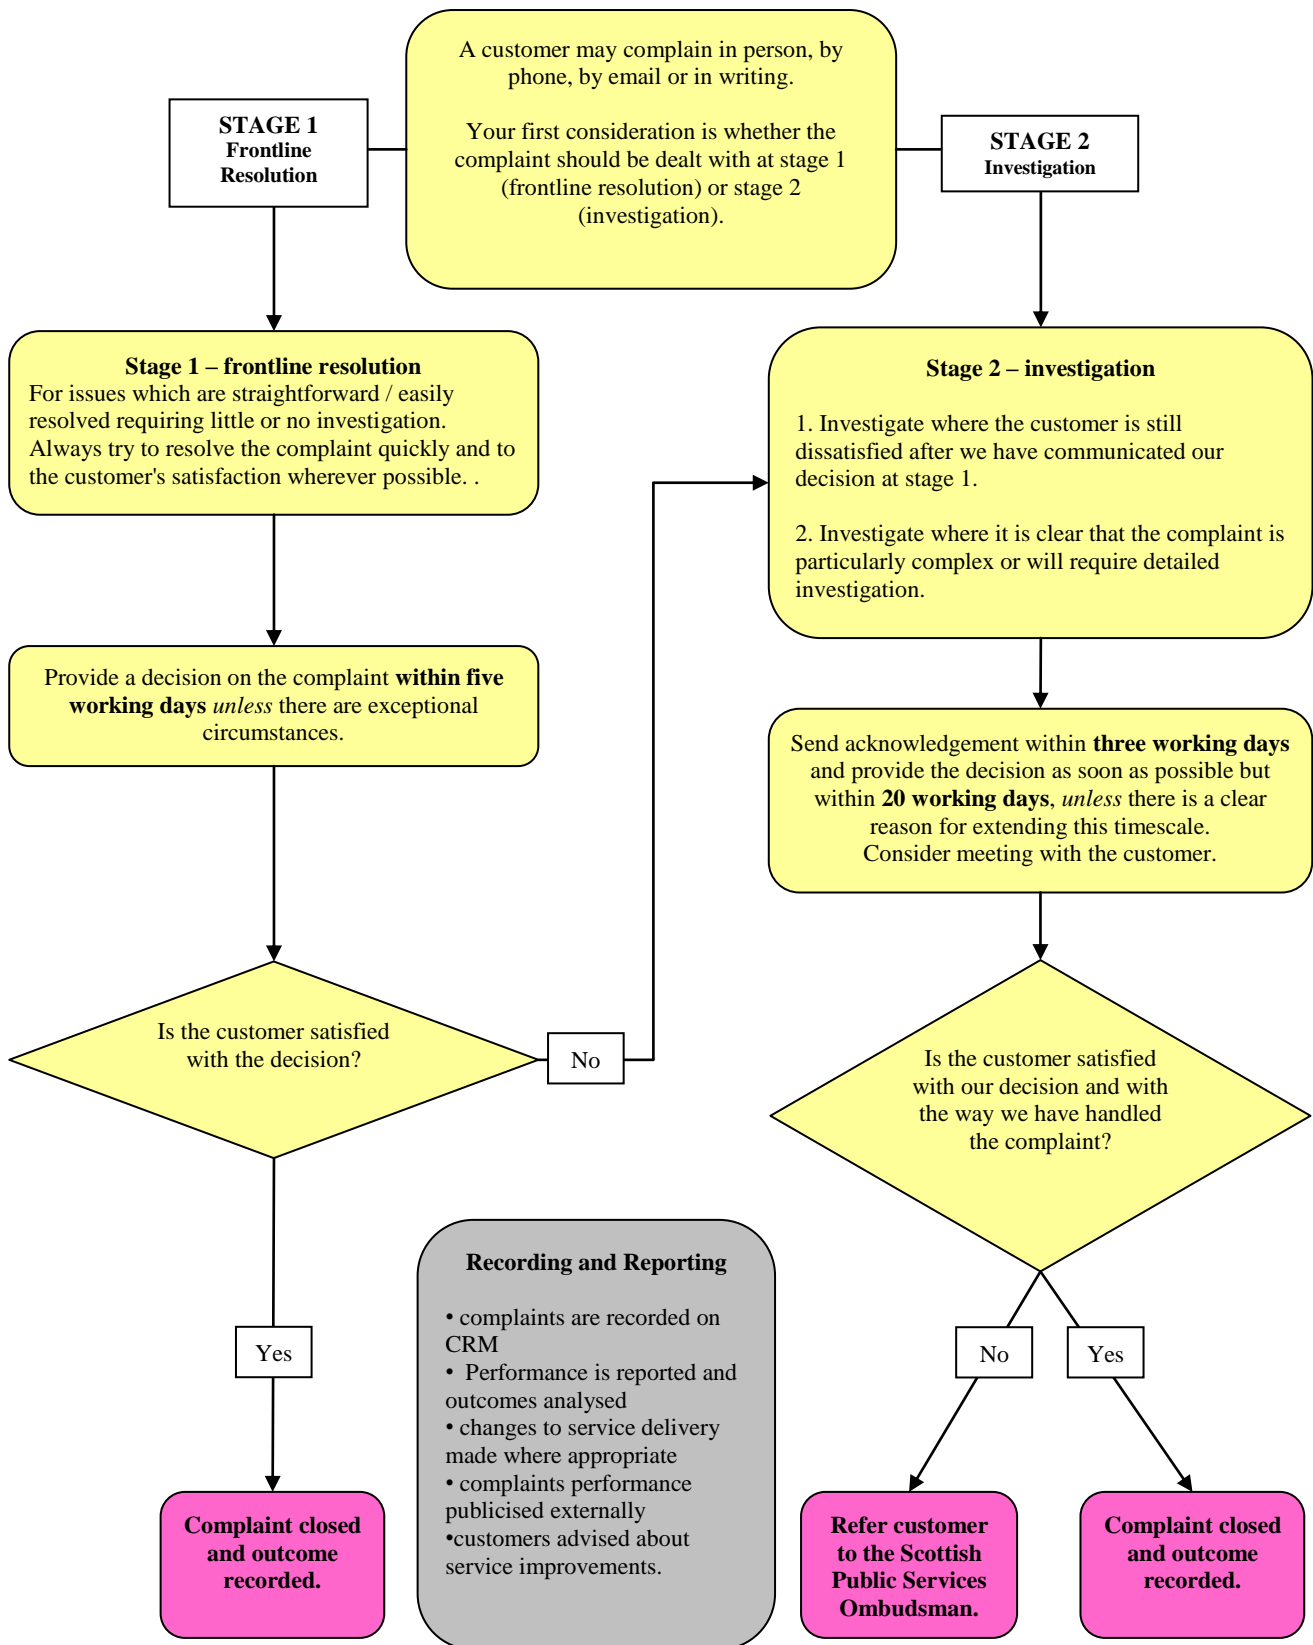 A customer may complain in person, by
phone, by email or in writing.
Your first consideration is whether the
complaint should be dealt with at stage 1
(frontline resolution) or stage 2
(investigation).
STAGE 1
Frontline
Resolution
STAGE 2
Investigation
Stage 1 – frontline resolution
For issues which are straightforward / easily
resolved requiring little or no investigation.
Always try to resolve the complaint quickly and to
the customer's satisfaction wherever possible. .
Provide a decision on the complaint within five
working days unless there are exceptional
circumstances.
Is the customer satisfied
with the decision?
No
Yes
Complaint closed
and outcome
recorded.
Stage 2 – investigation
1. Investigate where the customer is still
dissatisfied after we have communicated our
decision at stage 1.
2. Investigate where it is clear that the complaint is
particularly complex or will require detailed
investigation.
Send acknowledgement within three working days
and provide the decision as soon as possible but
within 20 working days, unless there is a clear
reason for extending this timescale.
Consider meeting with the customer.
Is the customer satisfied
with our decision and with
the way we have handled
the complaint?
No
Yes
Refer customer
to the Scottish
Public Services
Ombudsman.
Complaint closed
and outcome
recorded.
Recording and Reporting
• complaints are recorded on
CRM
• Performance is reported and
outcomes analysed
• changes to service delivery
made where appropriate
• complaints performance
publicised externally
•customers advised about
service improvements.